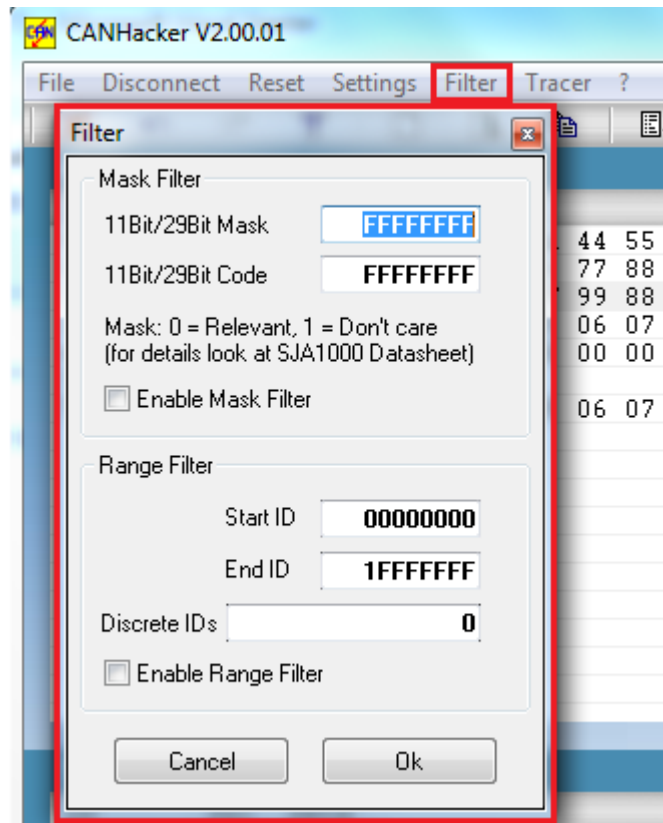 CAN CANHacker V2.00.01
File Disconnect Reset Settings Filter Tracer ?
Filter
Mask Filter
11Bit/29Bit Mask FFFFFFFF
44 55
11Bit/29Bit Code FFFFFFFF
77 88
99 88
Mask: 0 = Relevant, 1 = Don't care
06 07
(for details look at SJA1000 Datasheet)
00 00
Enable Mask Filter
06 07
Range Filter
Start ID 00000000
End ID 1FFFFFFF
Discrete IDs 0
Enable Range Filter
Cancel Ok